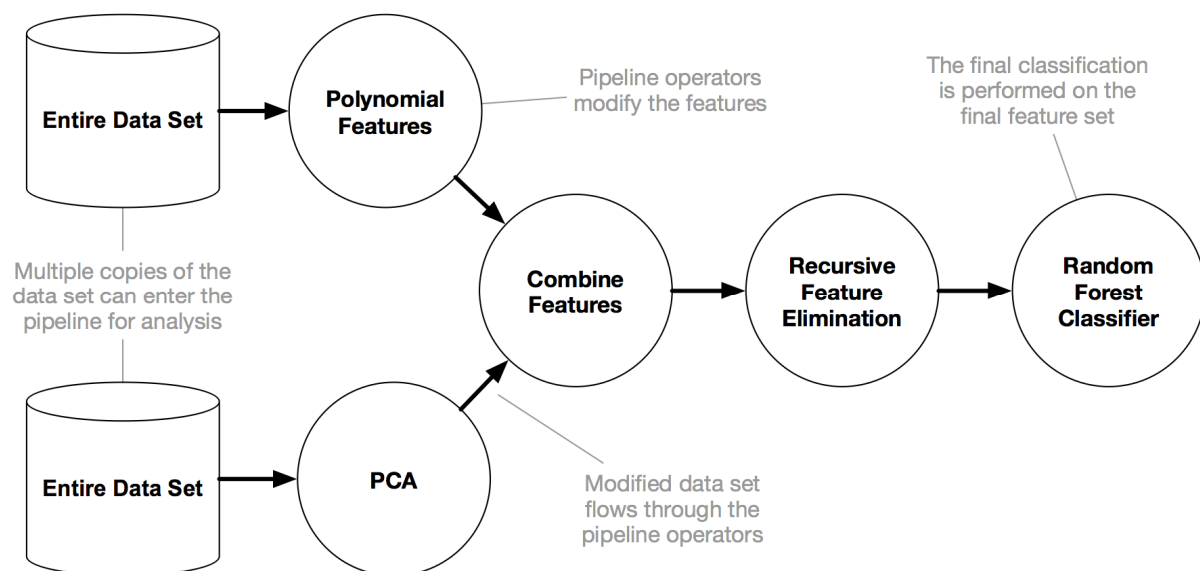 Entire Data Set
Polynomial
Features
Pipeline operators
modify the features
The final classification
is performed on the
final feature set
Multiple copies of the
data set can enter the
pipeline for analysis
Combine
Features
Recursive
Feature
Elimination
Random
Forest
Classifier
Entire Data Set
PCA
Modified data set
flows through the
pipeline operators